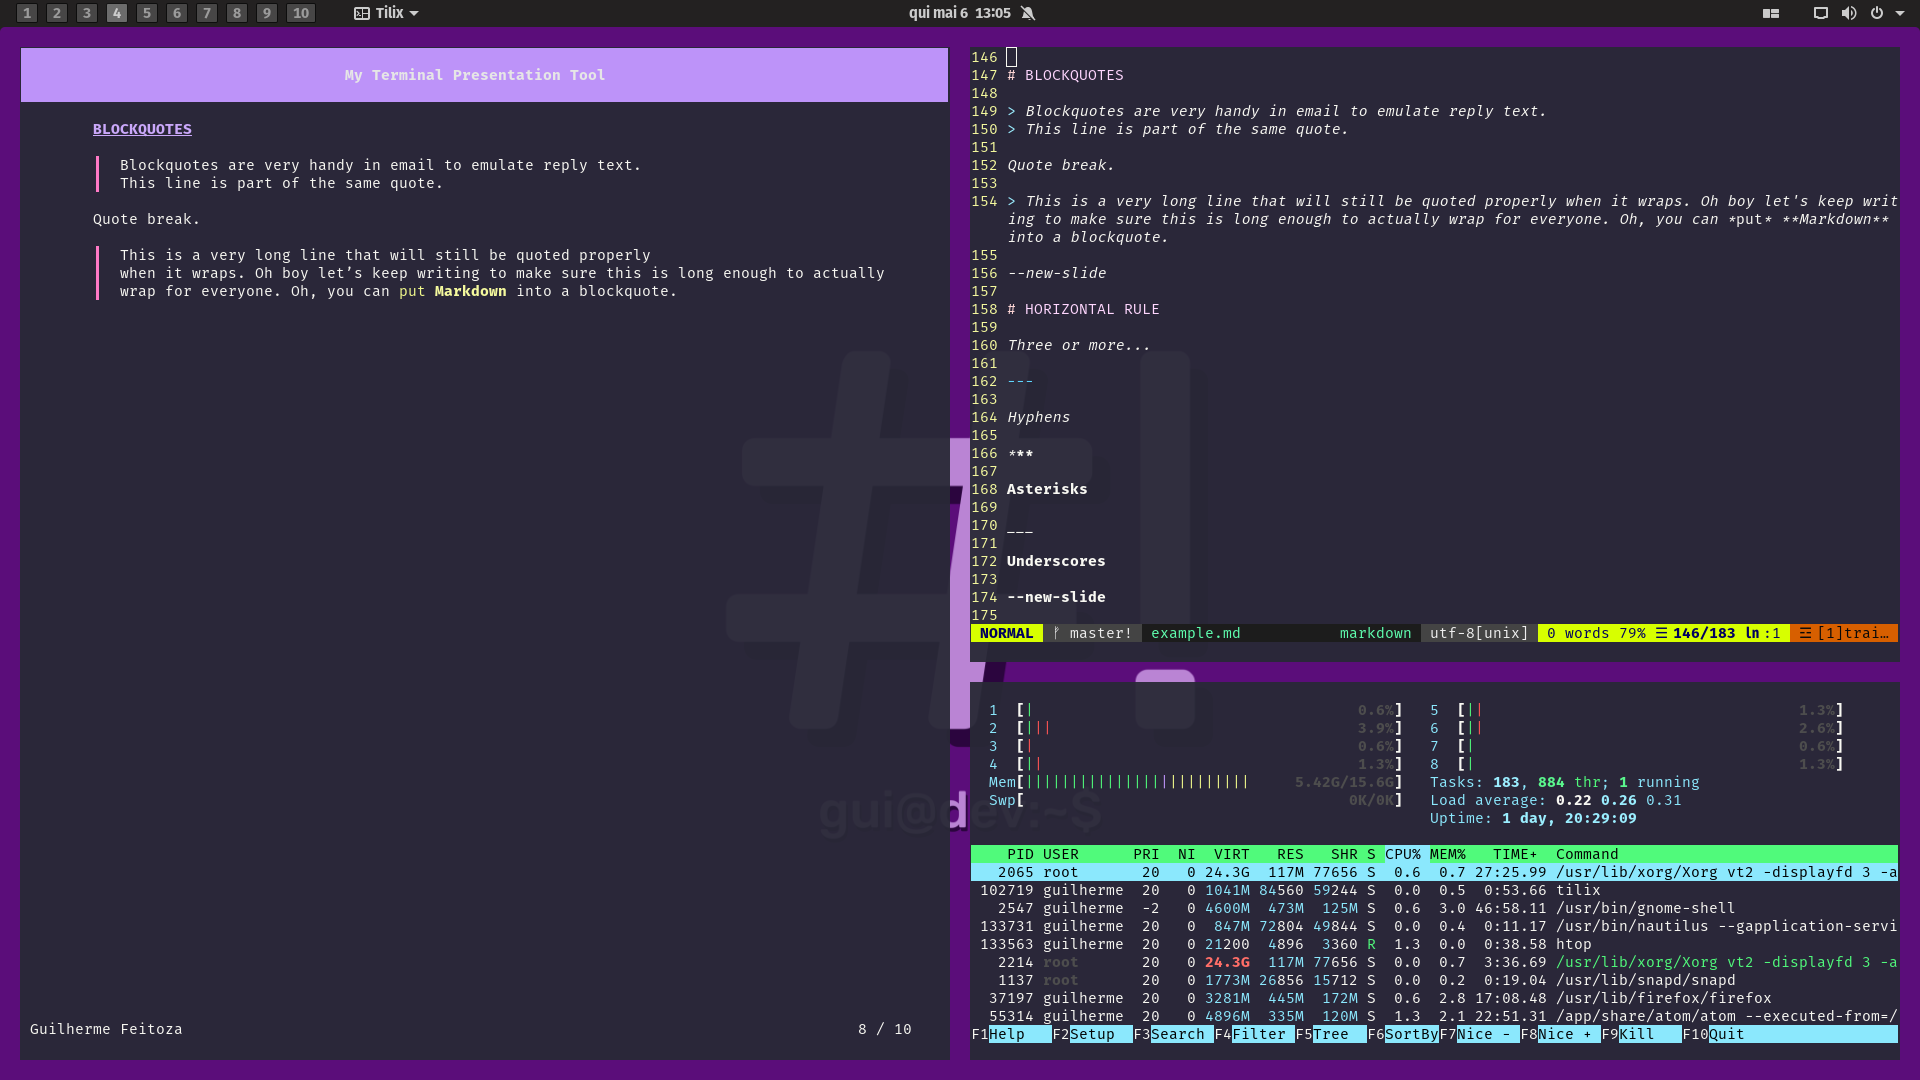 1 2 3 4 5 6 7 8 9 10 Tilix qui mai 6 13:05
My Terminal Presentation Tool
BLOCKQUOTES
Blockquotes are very handy in email to emulate reply text.
This line is part of the same quote.
Quote break.
This is a very long line that will still be quoted properly
when it wraps. Oh boy let’s keep writing to make sure this is long enough to actually
wrap for everyone. Oh, you can put Markdown into a blockquote.
Guilherme Feitoza 8 / 10
146
147 # BLOCKQUOTES
148
149 > Blockquotes are very handy in email to emulate reply text.
150 > This line is part of the same quote.
151
152 Quote break.
153
154 > This is a very long line that will still be quoted properly when it wraps. Oh boy let's keep writ
ing to make sure this is long enough to actually wrap for everyone. Oh, you can *put* **Markdown**
into a blockquote.
155
156 --new-slide
157
158 # HORIZONTAL RULE
159
160 Three or more...
161
162 ---
163
164 Hyphens
165
166 ***
167
168 Asterisks
169
170 ___
171
172 Underscores
173
174 --new-slide
175
NORMAL master! example.md markdown utf-8[unix] 0 words 79% ☰ 146/183 ln :1 ☲ [1]trai…
1 [| 0.6%] 5 [|| 1.3%]
2 [||| 3.9%] 6 [|| 2.6%]
3 [| 0.6%] 7 [| 0.6%]
4 [|| 1.3%] 8 [| 1.3%]
Mem[||||||||||||||||||||||||| 5.42G/15.6G] Tasks: 183, 884 thr; 1 running
Swp[ 0K/0K] Load average: 0.22 0.26 0.31
Uptime: 1 day, 20:29:09
gui@dev:~$
PID USER PRI NI VIRT RES SHR S CPU% MEM% TIME+ Command
2065 root 20 0 24.3G 117M 77656 S 0.6 0.7 27:25.99 /usr/lib/xorg/Xorg vt2 -displayfd 3 -a
102719 guilherme 20 0 1041M 84560 59244 S 0.0 0.5 0:53.66 tilix
2547 guilherme -2 0 4600M 473M 125M S 0.6 3.0 46:58.11 /usr/bin/gnome-shell
133731 guilherme 20 0 847M 72804 49844 S 0.0 0.4 0:11.17 /usr/bin/nautilus --gapplication-servi
133563 guilherme 20 0 21200 4896 3360 R 1.3 0.0 0:38.58 htop
2214 root 20 0 24.3G 117M 77656 S 0.0 0.7 3:36.69 /usr/lib/xorg/Xorg vt2 -displayfd 3 -a
1137 root 20 0 1773M 26856 15712 S 0.0 0.2 0:19.04 /usr/lib/snapd/snapd
37197 guilherme 20 0 3281M 445M 172M S 0.6 2.8 17:08.48 /usr/lib/firefox/firefox
55314 guilherme 20 0 4896M 335M 120M S 1.3 2.1 22:51.31 /app/share/atom/atom --executed-from=/
F1Help F2Setup F3Search F4Filter F5Tree F6SortBy F7Nice - F8Nice + F9Kill F10Quit